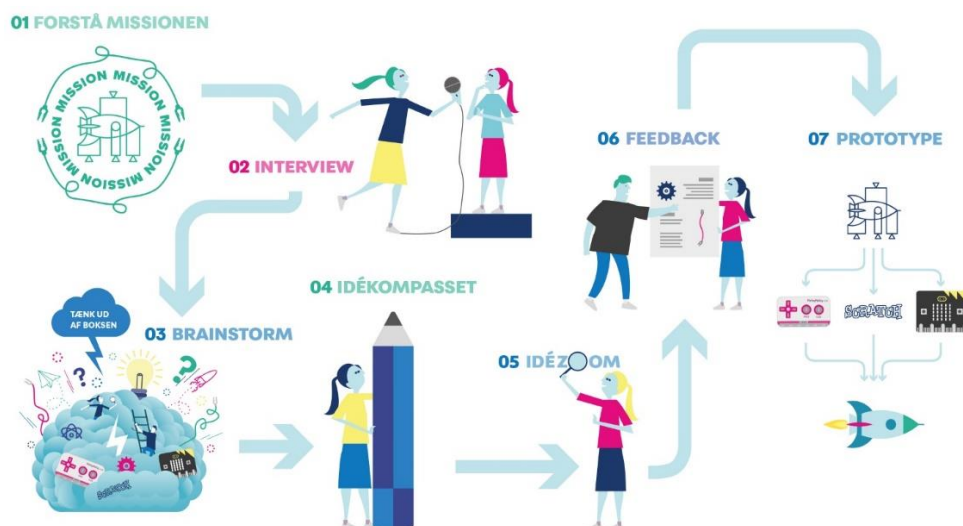 01 FORSTÅ MISSIONEN
MISSION MISSION MISSION MISSION MISSION MISSION
02 INTERVIEW
TÆNK UD
AF BOKSEN
03 BRAINSTORM
SCRATCH
04 IDÉKOMPASSET
05 IDÉZOOM
06 FEEDBACK
07 PROTOTYPE
SCRATCH